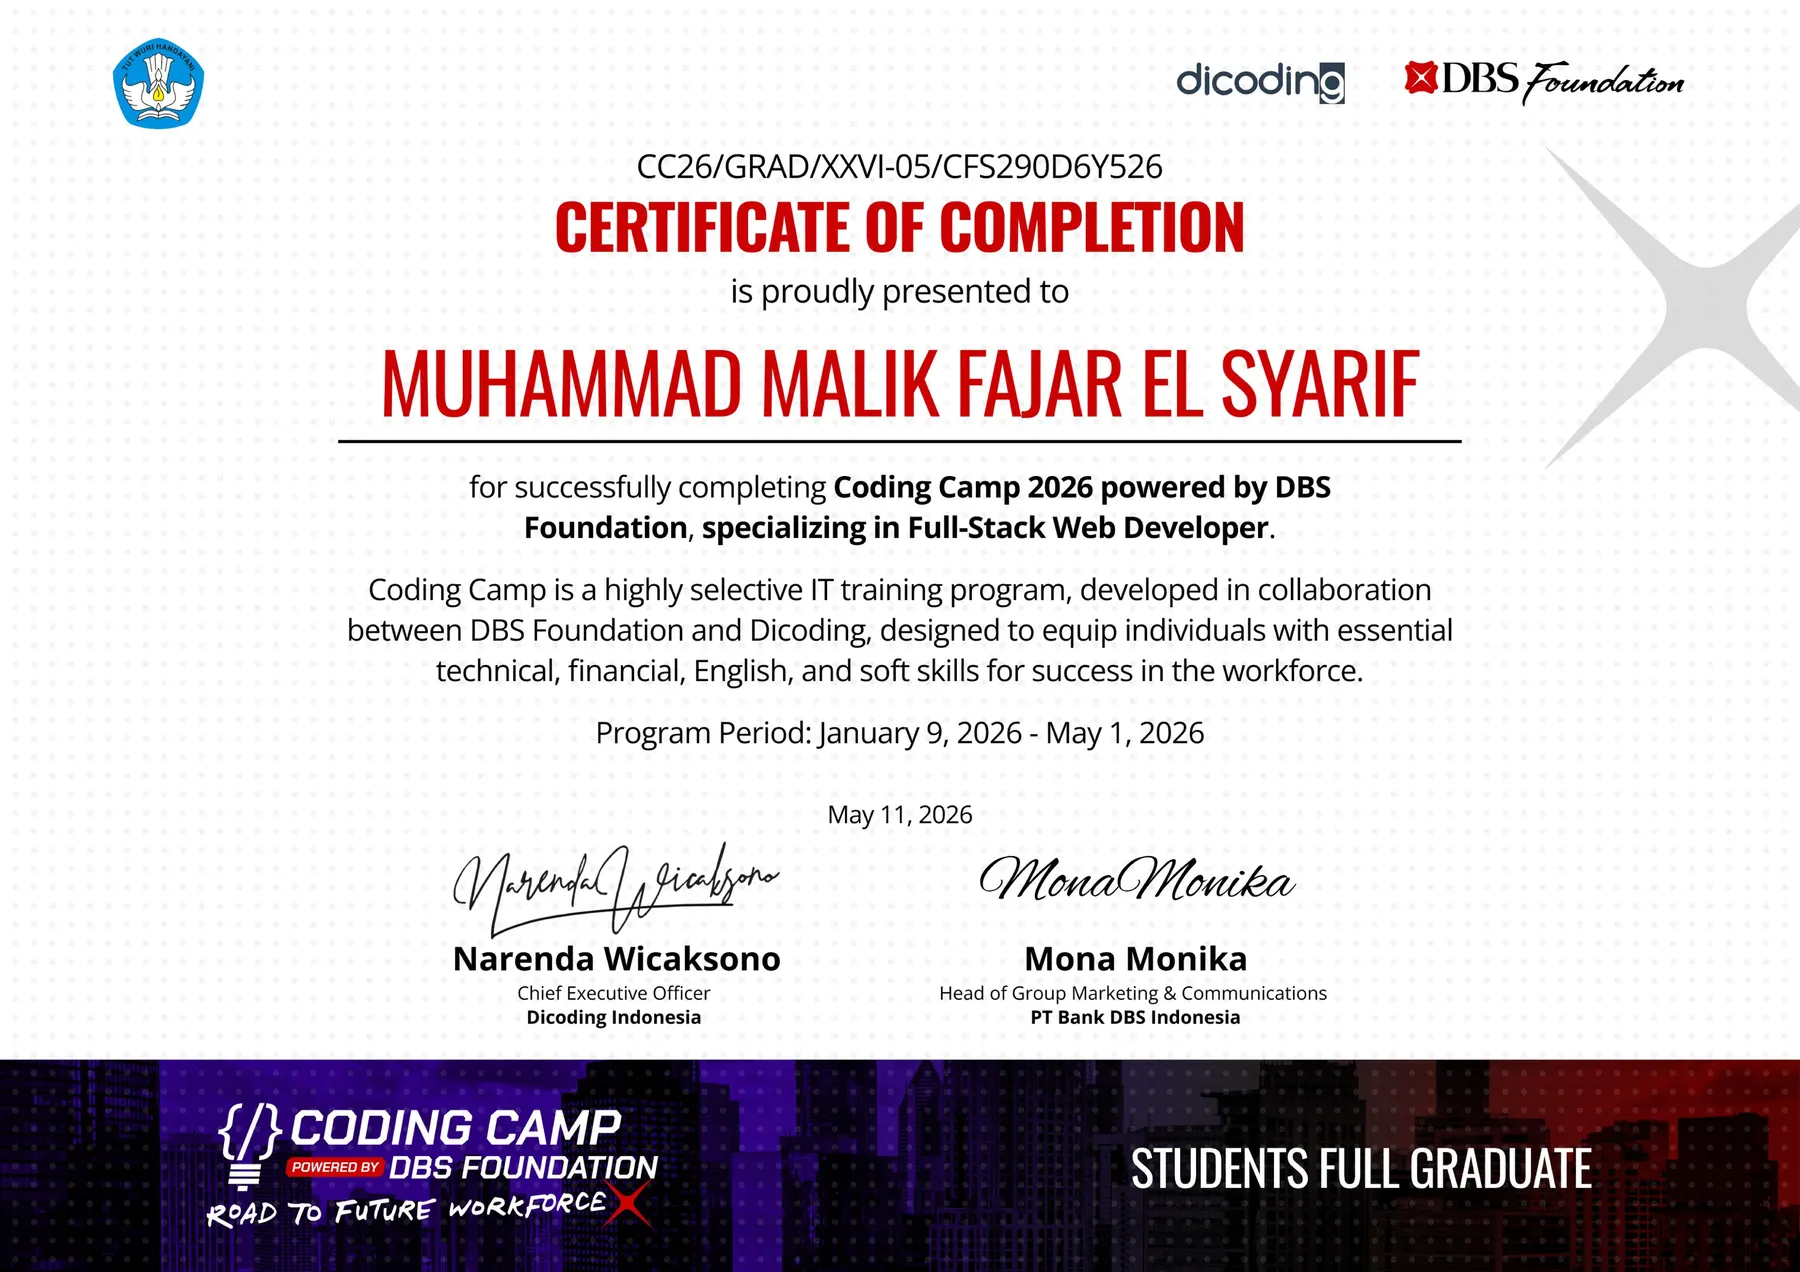 TUT WURI HANDAYANI
dicoding
DBS Foundation
CC26/GRAD/XXVI-05/CFS290D6Y526
CERTIFICATE OF COMPLETION
is proudly presented to
MUHAMMAD MALIK FAJAR EL SYARIF
for successfully completing Coding Camp 2026 powered by DBS
Foundation, specializing in Full-Stack Web Developer.
Coding Camp is a highly selective IT training program, developed in collaboration
between DBS Foundation and Dicoding, designed to equip individuals with essential
technical, financial, English, and soft skills for success in the workforce.
Program Period: January 9, 2026 - May 1, 2026
May 11, 2026
Narenda Wicaksono
Mona Monika
Narenda Wicaksono
Chief Executive Officer
Dicoding Indonesia
Mona Monika
Head of Group Marketing & Communications
PT Bank DBS Indonesia
{/} CODING CAMP
POWERED BY DBS FOUNDATION
ROAD TO FUTURE WORKFORCE
STUDENTS FULL GRADUATE